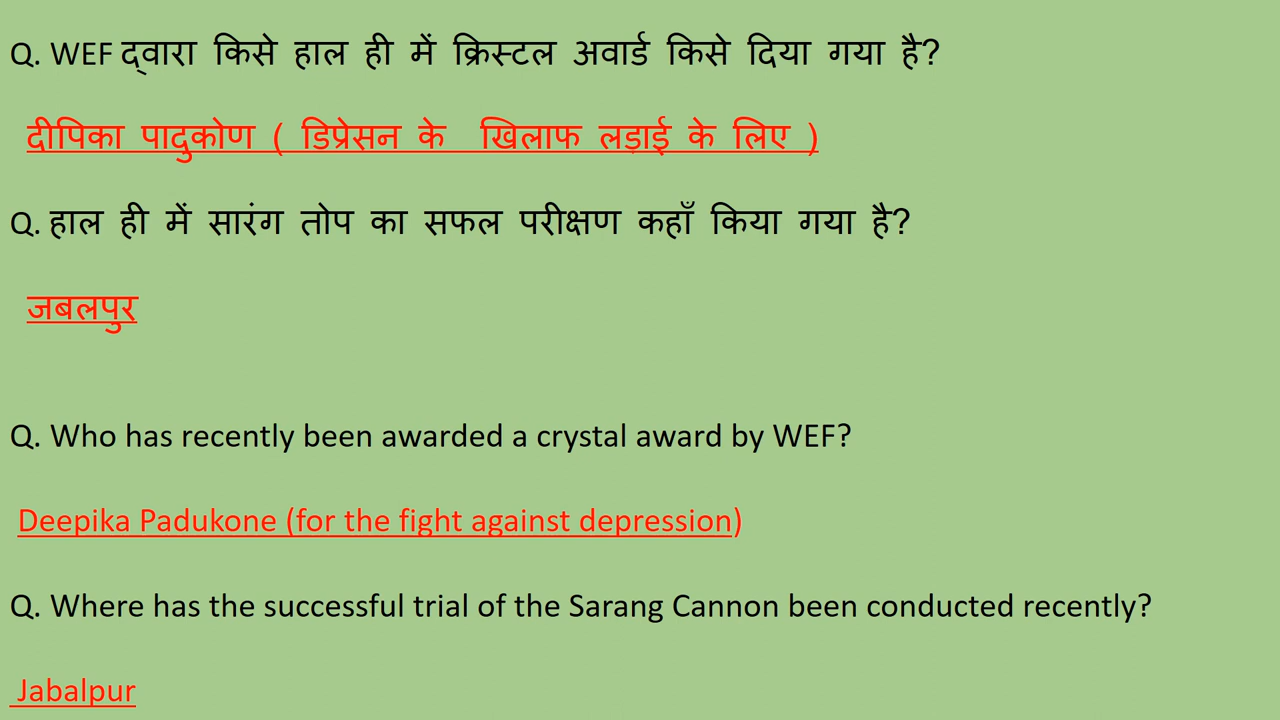 Q. WEF द्वारा किसे हाल ही में क्रिस्टल अवार्ड किसे दिया गया है?
दीपिका पादुकोण ( डिप्रेसन के खिलाफ लड़ाई के लिए )
Q. हाल ही में सारंग तोप का सफल परीक्षण कहाँ किया गया है?
जबलपुर
Q. Who has recently been awarded a crystal award by WEF?
Deepika Padukone (for the fight against depression)
Q. Where has the successful trial of the Sarang Cannon been conducted recently?
Jabalpur